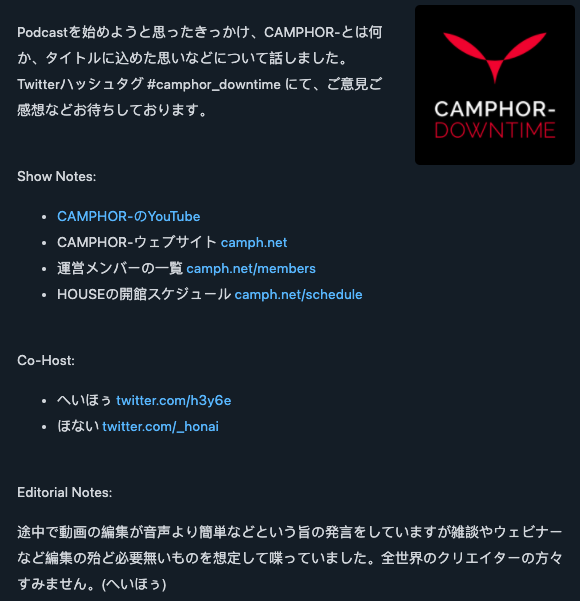 Podcastを始めようと思ったきっかけ、CAMPHOR-とは何
か、タイトルに込めた思いなどについて話しました。
Twitterハッシュタグ #camphor_downtime にて、ご意見ご
感想などお待ちしております。
CAMPHOR-
DOWNTIME
Show Notes:
• CAMPHOR-のYouTube
• CAMPHOR-ウェブサイト camph.net
• 運営メンバーの一覧 camph.net/members
• HOUSEの開館スケジュール camph.net/schedule
Co-Host:
• へいほぅ twitter.com/h3y6e
• ほない twitter.com/_honai
Editorial Notes:
途中で動画の編集が音声より簡単などという旨の発言をしていますが雑談やウェビナー
など編集の殆ど必要無いものを想定して喋っていました。全世界のクリエイターの方々
すみません。(へいほぅ)